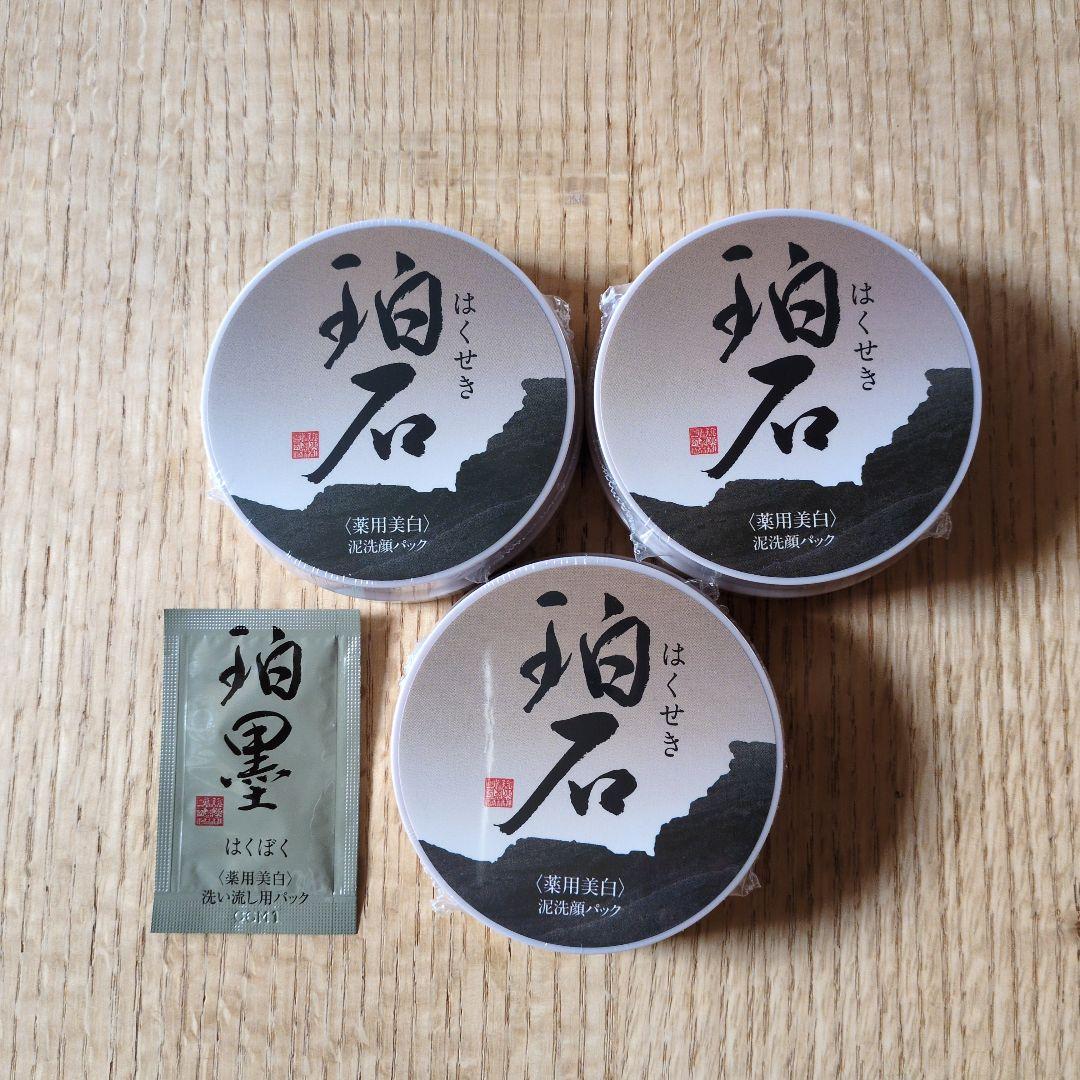 珀石
はくせき
〈薬用美白〉
泥洗顔パック
珀石
はくせき
〈薬用美白〉
泥洗顔パック
珀墨
はくぼく
〈薬用美白〉
洗い流し用パック
珀石
はくせき
〈薬用美白〉
泥洗顔パック